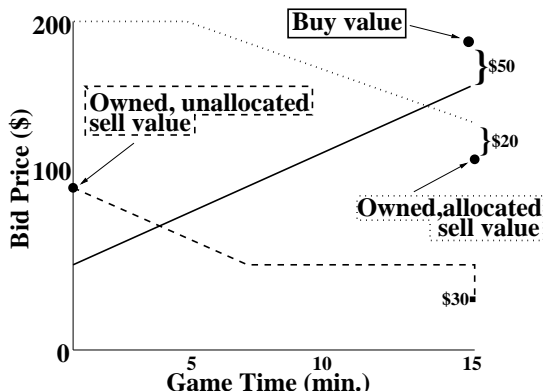 200
Buy value
$50
Owned, unallocated
sell value
$20
100
Bid Price ($)
Owned,allocated
sell value
$30
0
5
10
15
Game Time (min.)